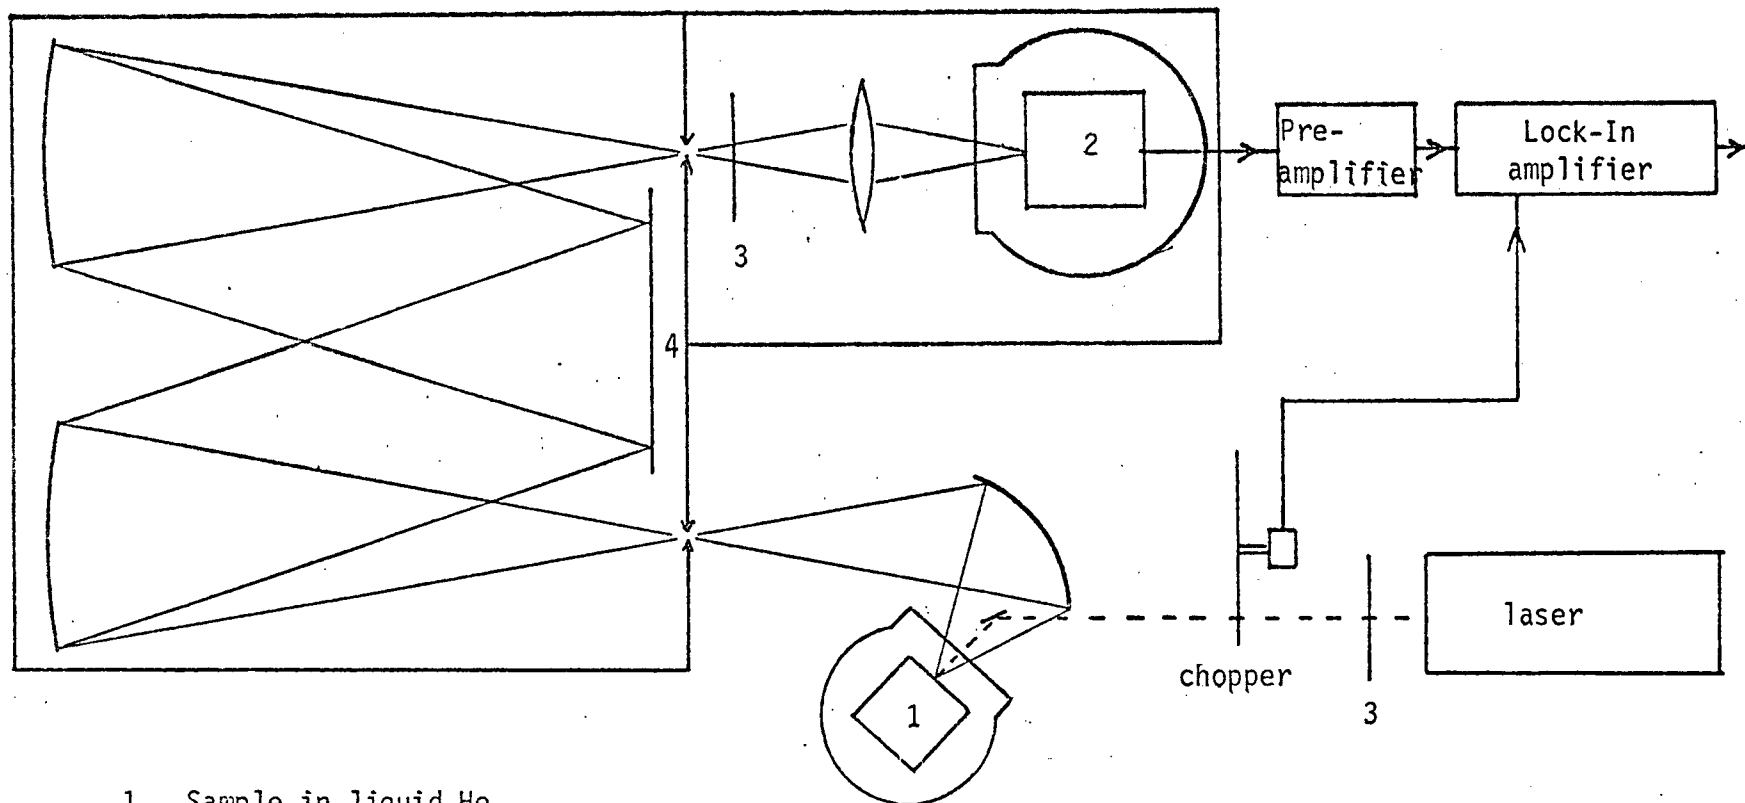 2
Pre-
amplifier
Lock-In
amplifier
3
4
laser
chopper
1
3
1 Sample in liquid He